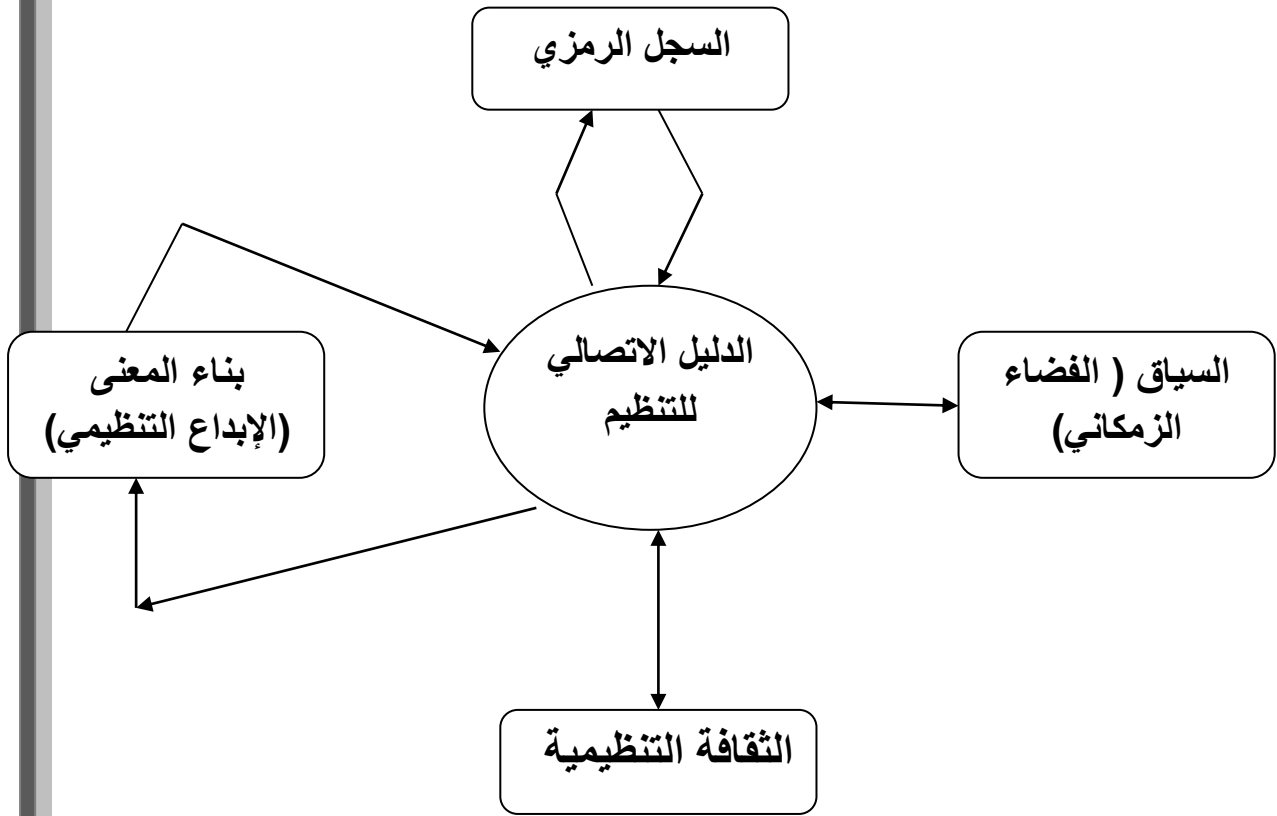 السجل الرمزي
الدليل الاتصالي
للتنظيم
السياق ( الفضاء
الزمكاني)
بناء المعنى
(الإبداع التنظيمي)
الثقافة التنظيمية